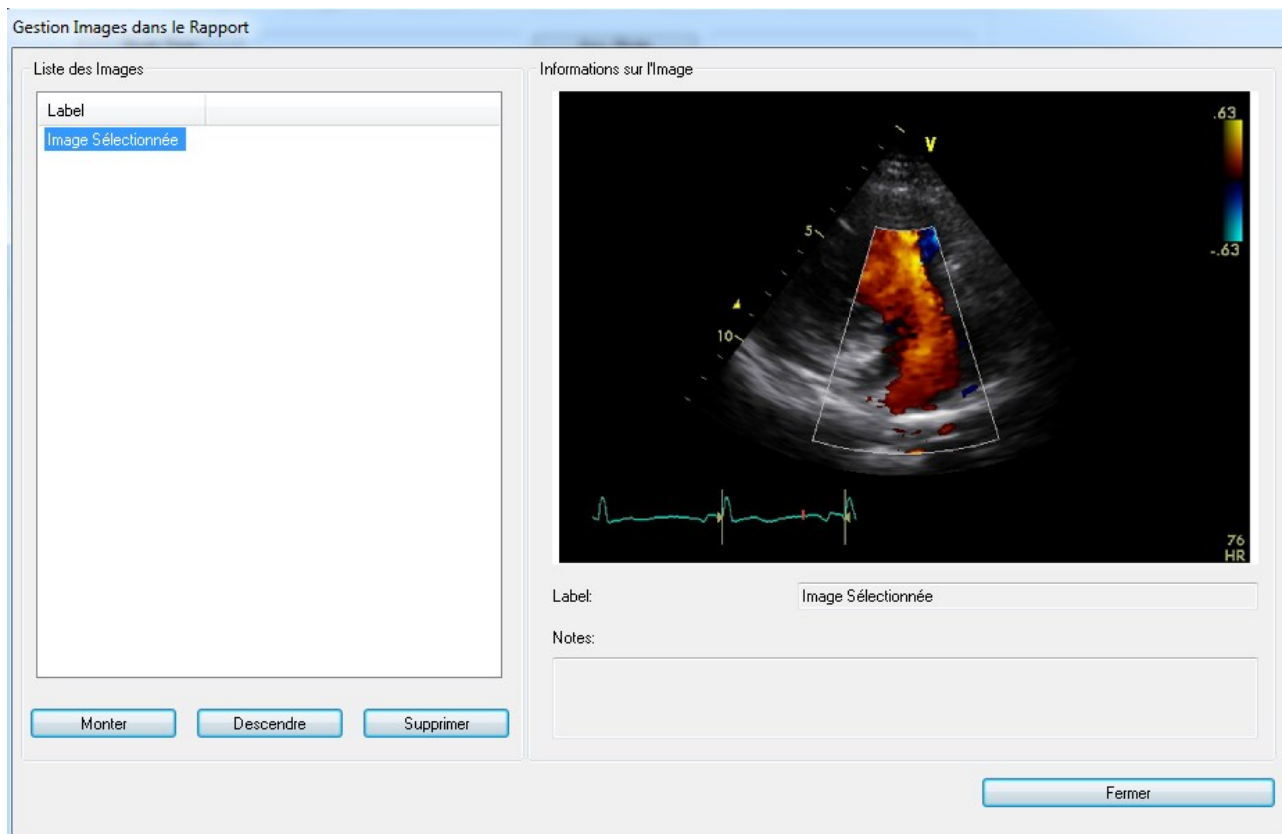 Gestion Images dans le Rapport
Liste des Images
Label
Image Sélectionnée
Monter
Descendre
Supprimer
Informations sur l'Image
V
.63
-.63
5
10
76
HR
Label:
Image Sélectionnée
Notes:
Fermer